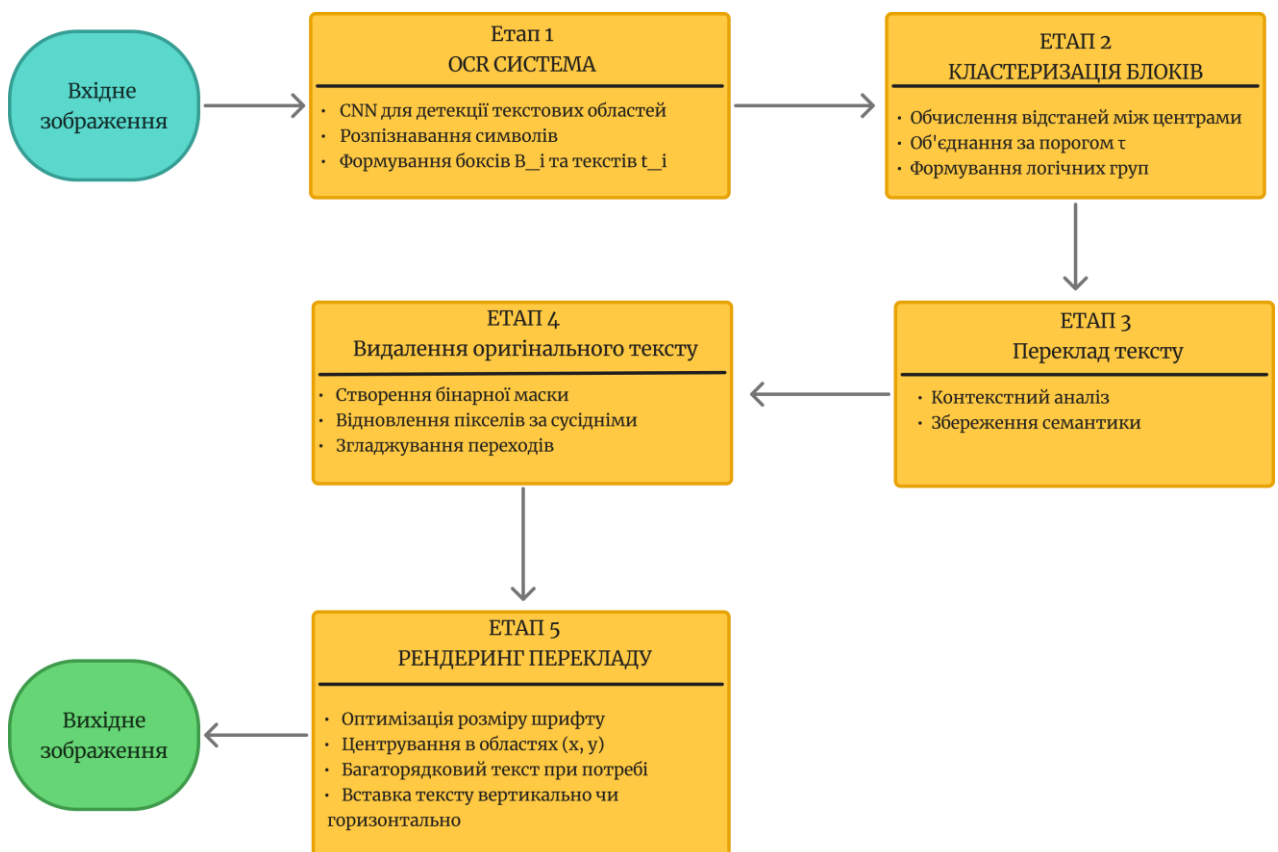 Вхідне
зображення
Етап 1
OCR СИСТЕМА
· CNN для детекції текстових областей
· Розпізнавання символів
· Формування боксів B_i та текстів t_i
ЕТАП 2
КЛАСТЕРИЗАЦІЯ БЛОКІВ
· Обчислення відстаней між центрами
· Об'єднання за порогом τ
· Формування логічних груп
ЕТАП 3
Переклад тексту
· Контекстний аналіз
· Збереження семантики
ЕТАП 4
Видалення оригінального тексту
· Створення бінарної маски
· Відновлення пікселів за сусідніми
· Згладжування переходів
ЕТАП 5
РЕНДЕРИНГ ПЕРЕКЛАДУ
· Оптимізація розміру шрифту
· Центрування в областях (x, y)
· Багаторядковий текст при потребі
· Вставка тексту вертикально чи
горизонтально
Вихідне
зображення